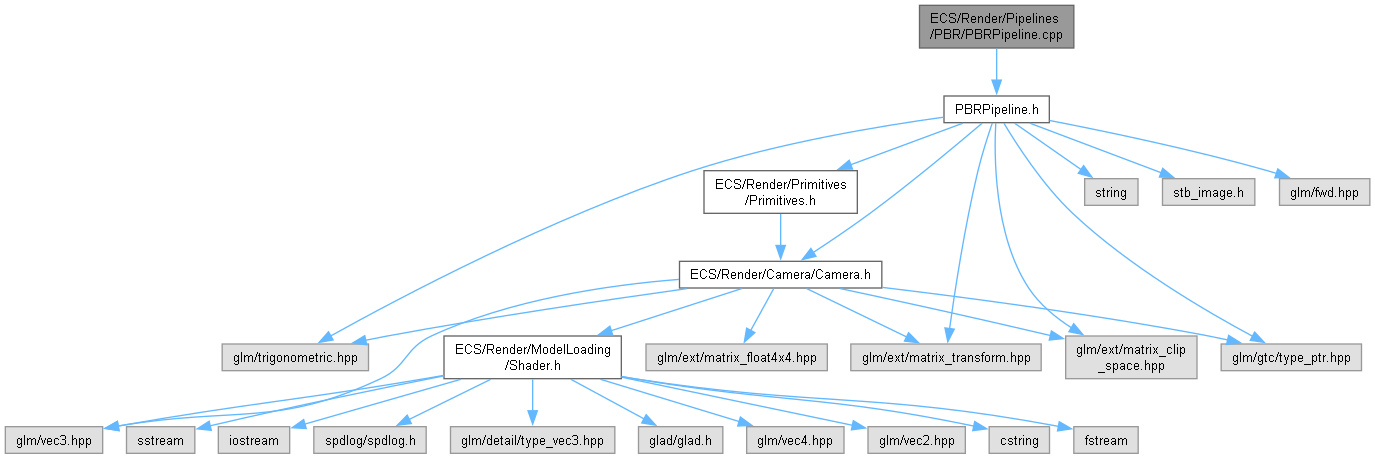 ECS/Render/Pipelines
/PBR/PBRPipeline.cpp
PBRPipeline.h
ECS/Render/Primitives
/Primitives.h
string
stb_image.h
glm/fwd.hpp
ECS/Render/Camera/Camera.h
glm/trigonometric.hpp
ECS/Render/ModelLoading
/Shader.h
glm/ext/matrix_float4x4.hpp
glm/ext/matrix_transform.hpp
glm/ext/matrix_clip
_space.hpp
glm/gtc/type_ptr.hpp
glm/vec3.hpp
sstream
iostream
spdlog/spdlog.h
glm/detail/type_vec3.hpp
glad/glad.h
glm/vec4.hpp
glm/vec2.hpp
cstring
fstream